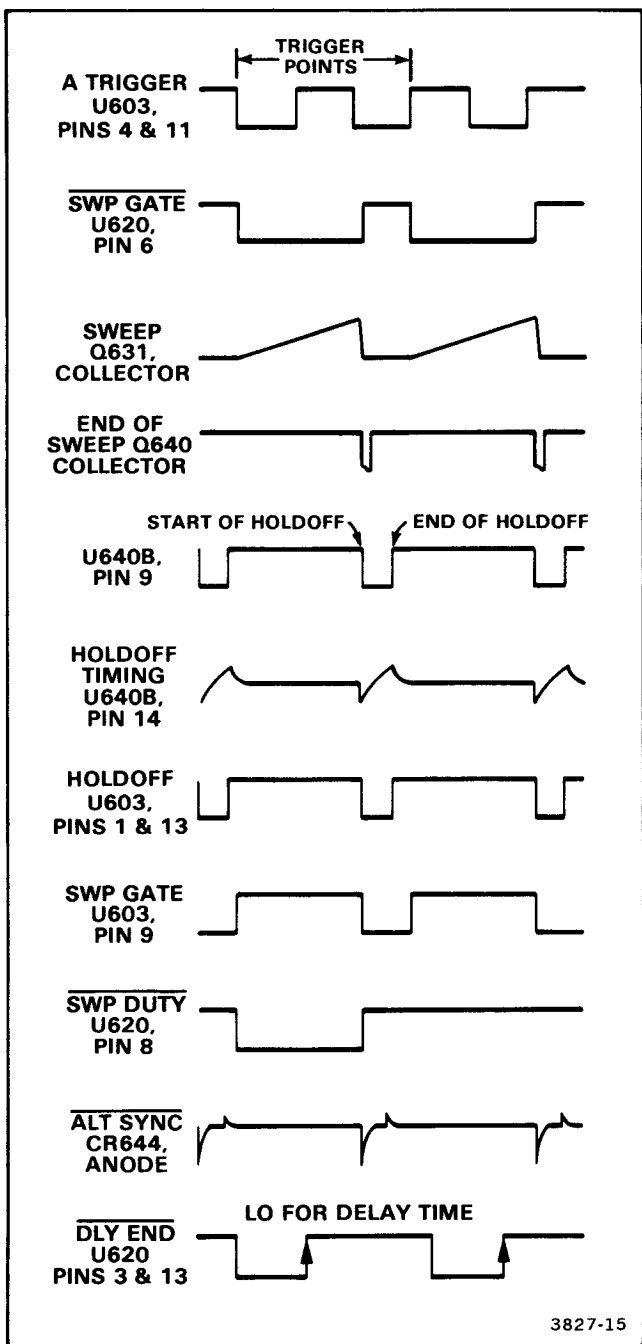 TRIGGER
POINTS
A TRIGGER
U603,
PINS 4 & 11
SWP GATE
U620,
PIN 6
SWEEP
Q631,
COLLECTOR
END OF
SWEEP Q640
COLLECTOR
START OF HOLDOFF
END OF HOLDOFF
U640B,
PIN 9
HOLDOFF
TIMING
U640B,
PIN 14
HOLDOFF
U603,
PINS 1 & 13
SWP GATE
U603,
PIN 9
SWP DUTY
U620,
PIN 8
ALT SYNC
CR644,
ANODE
LO FOR DELAY TIME
DLY END
U620
PINS 3 & 13
3827-15